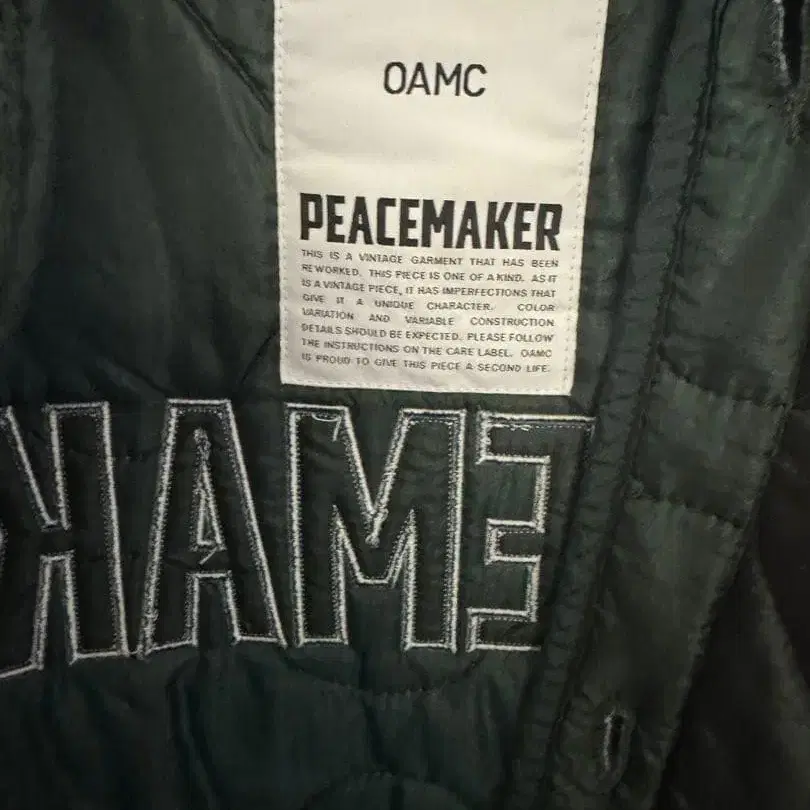 OAMC
PEACEMAKER
THIS IS A VINTAGE GARMENT THAT HAS BEEN
REWORKED. THIS PIECE IS ONE OF A KIND. AS IT
IS A VINTAGE PIECE, IT HAS IMPERFECTIONS THAT
GIVE IT A UNIQUE CHARACTER. COLOR
VARIATION AND VARIABLE CONSTRUCTION
DETAILS SHOULD BE EXPECTED. PLEASE FOLLOW
THE INSTRUCTIONS ON THE CARE LABEL. OAMC
IS PROUD TO GIVE THIS PIECE A SECOND LIFE.
KAME